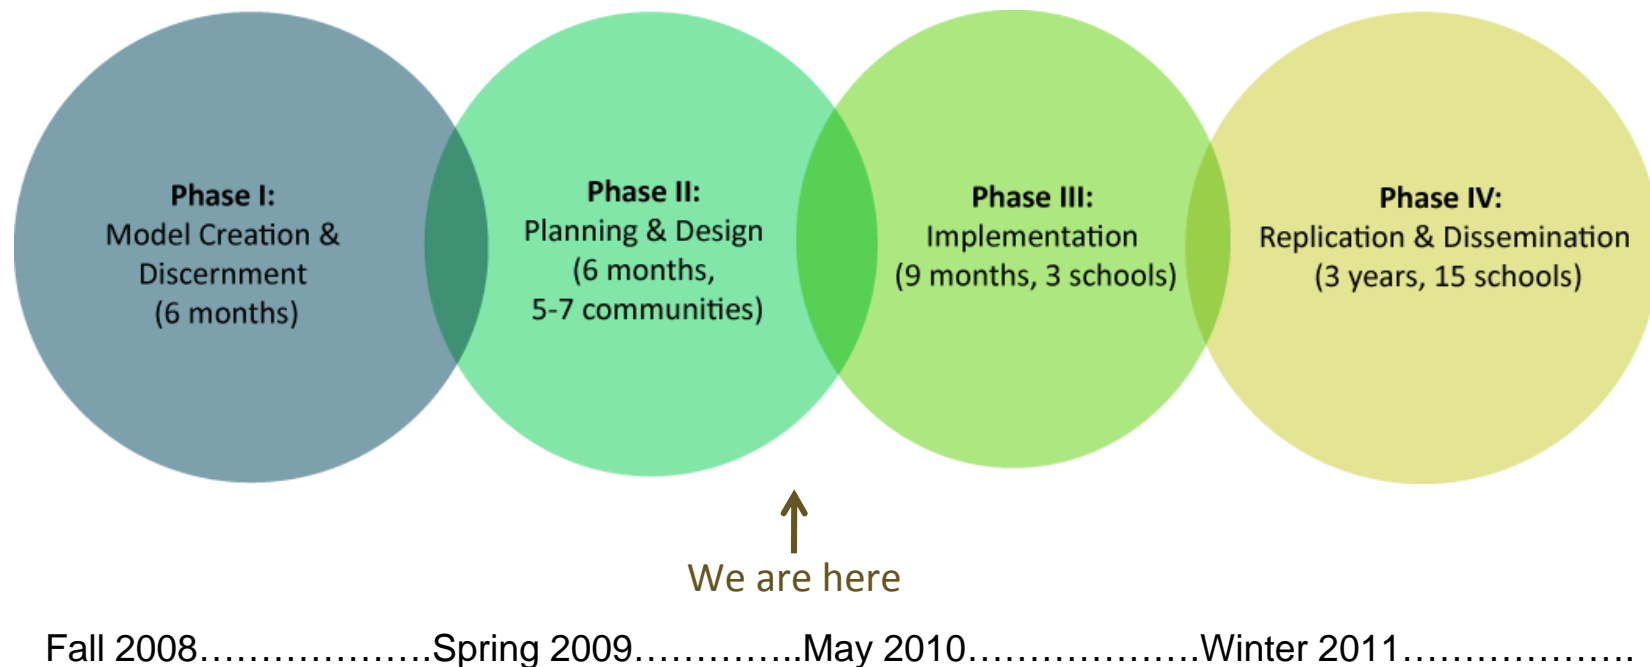 Phase I:
Model Creation &
Discernment
(6 months)
Phase II:
Planning & Design
(6 months,
5-7 communities)
Phase III:
Implementation
(9 months, 3 schools)
Phase IV:
Replication & Dissemination
(3 years, 15 schools)
We are here
Fall 2008……………….Spring 2009…………..May 2010……………….Winter 2011……………….